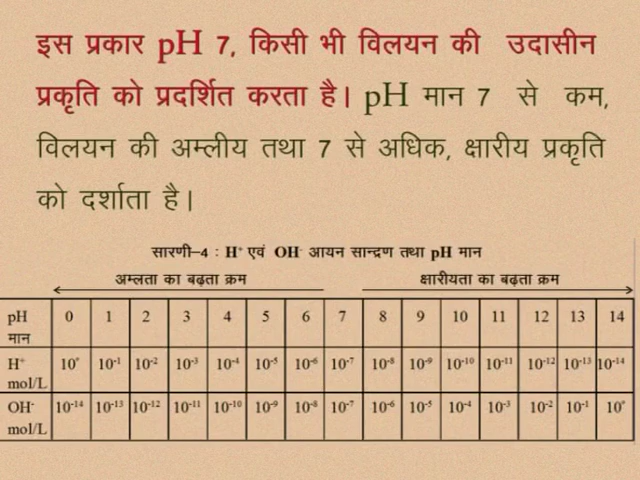 इस प्रकार pH 7, किसी भी विलयन की उदासीन
प्रकृति को प्रदर्शित करता है। pH मान 7 से कम,
विलयन की अम्लीय तथा 7 से अधिक, क्षारीय प्रकृति
को दर्शाता है।
सारणी–4 : H⁺ एवं OH⁻ आयन सान्द्रण तथा pH मान
अम्लता का बढ़ता क्रम क्षारीयता का बढ़ता क्रम
pH मान 0 1 2 3 4 5 6 7 8 9 10 11 12 13 14
H⁺ mol/L 10° 10⁻¹ 10⁻² 10⁻³ 10⁻⁴ 10⁻⁵ 10⁻⁶ 10⁻⁷ 10⁻⁸ 10⁻⁹ 10⁻¹⁰ 10⁻¹¹ 10⁻¹² 10⁻¹³ 10⁻¹⁴
OH⁻ mol/L 10⁻¹⁴ 10⁻¹³ 10⁻¹² 10⁻¹¹ 10⁻¹⁰ 10⁻⁹ 10⁻⁸ 10⁻⁷ 10⁻⁶ 10⁻⁵ 10⁻⁴ 10⁻³ 10⁻² 10⁻¹ 10°